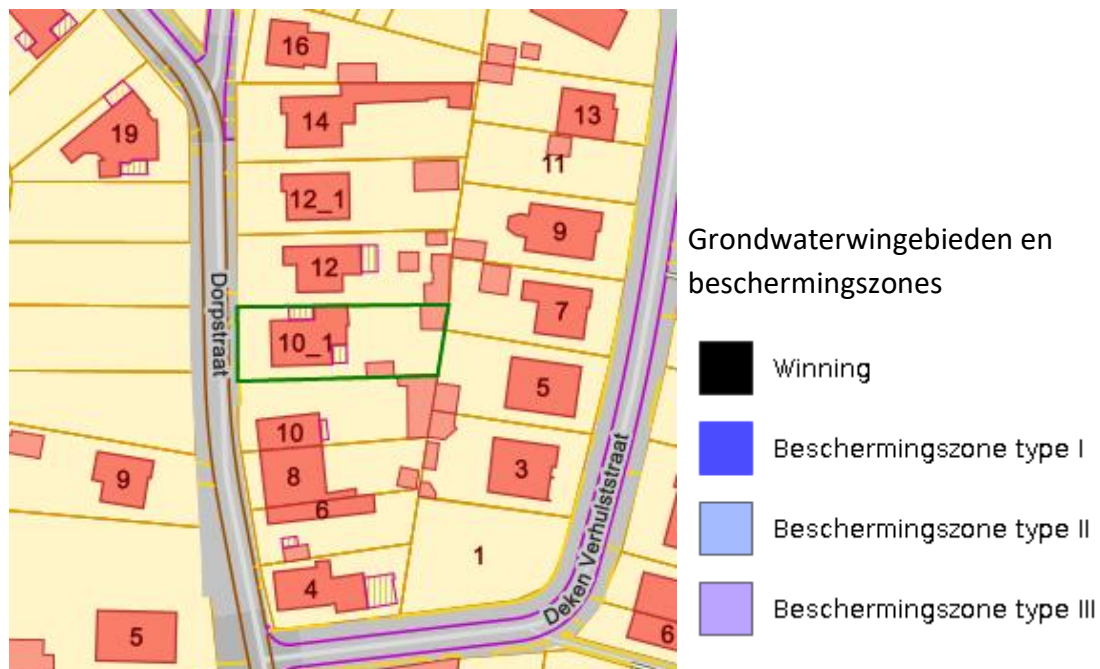 16
14
13
19
11
12_1
9
12
7
Dorpstraat
10_1
5
10
8
9
3
6
Deken Verhulststraat
1
4
5
6
Grondwaterwingebieden en
beschermingszones
Winning
Beschermingszone type I
Beschermingszone type II
Beschermingszone type III